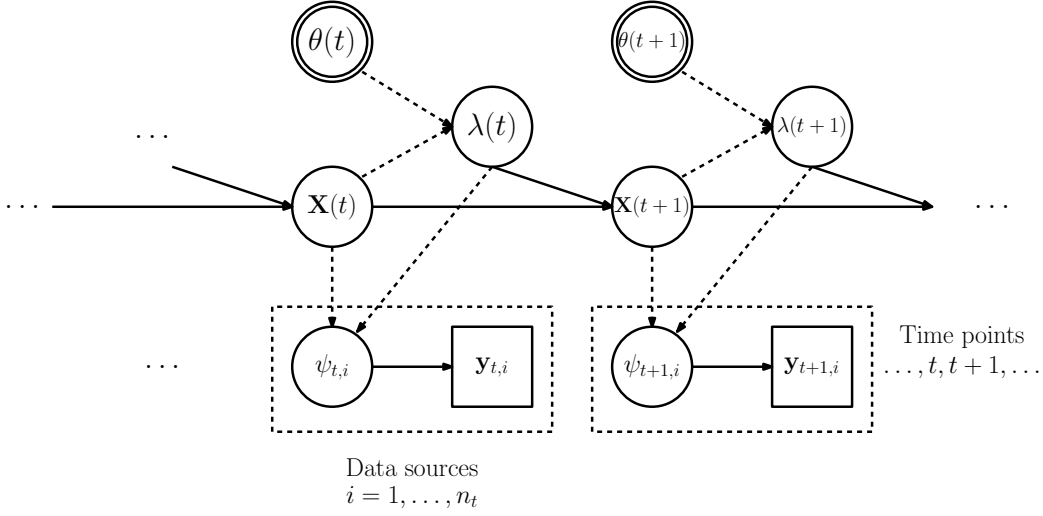 θ(t)
θ(t+1)
λ(t)
λ(t+1)
...
... X(t)
X(t+1)
...
...
ψ_{t,i}
y_{t,i}
ψ_{t+1,i}
y_{t+1,i}
Time points
..., t, t+1, ...
Data sources
i = 1, ..., n_t